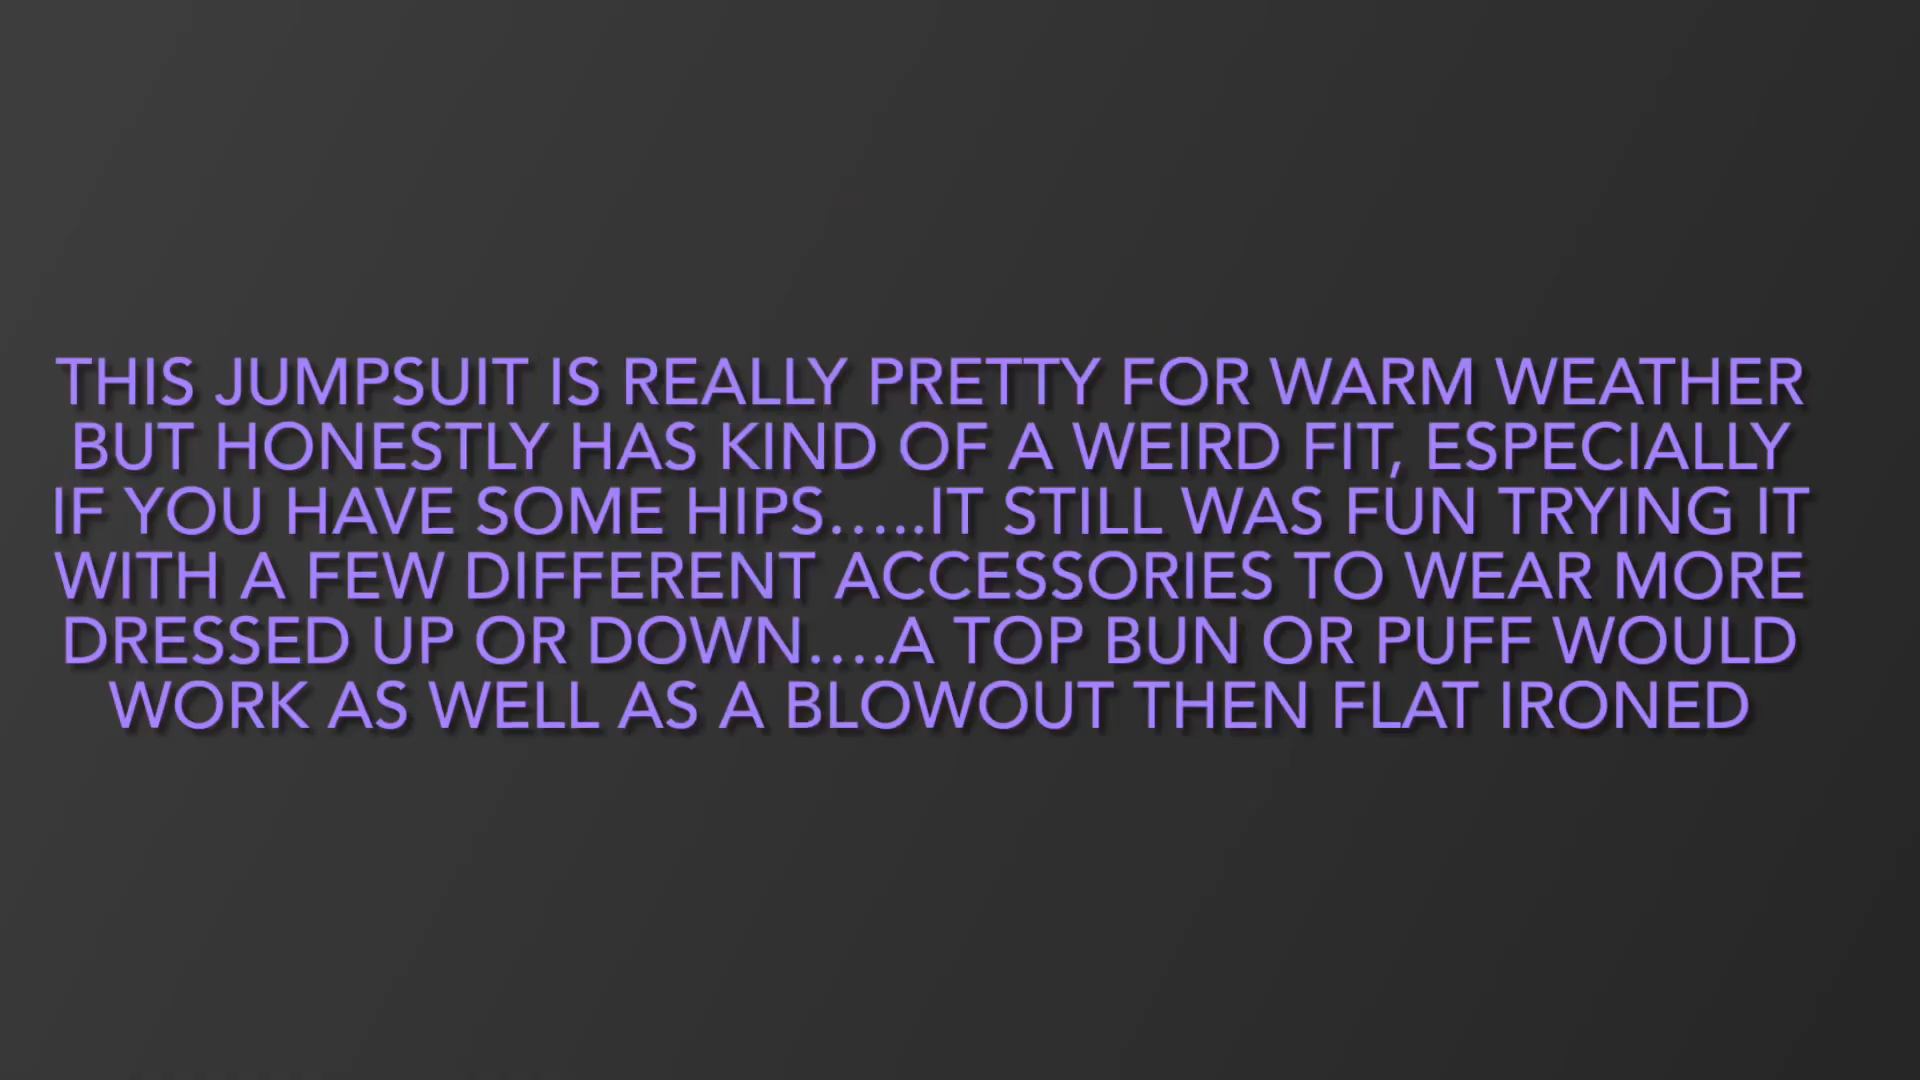 THIS JUMPSUIT IS REALLY PRETTY FOR WARM WEATHER
BUT HONESTLY HAS KIND OF A WEIRD FIT, ESPECIALLY
IF YOU HAVE SOME HIPS.....IT STILL WAS FUN TRYING IT
WITH A FEW DIFFERENT ACCESSORIES TO WEAR MORE
DRESSED UP OR DOWN....A TOP BUN OR PUFF WOULD
WORK AS WELL AS A BLOWOUT THEN FLAT IRONED